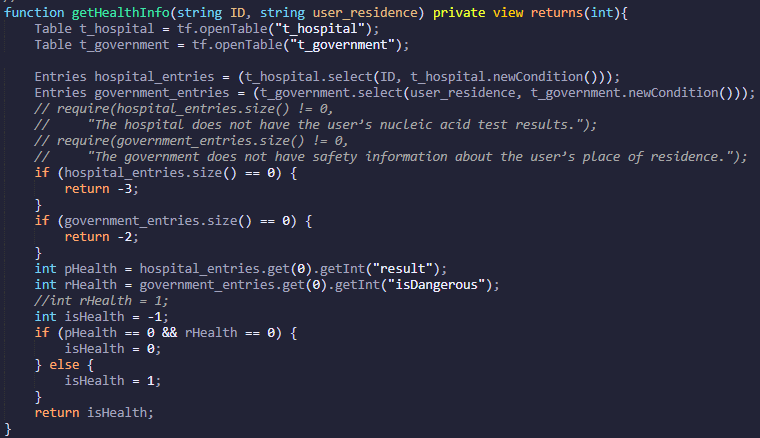 function getHealthInfo(string ID, string user_residence) private view returns(int){
    Table t_hospital = tf.openTable("t_hospital");
    Table t_government = tf.openTable("t_government");

    Entries hospital_entries = (t_hospital.select(ID, t_hospital.newCondition()));
    Entries government_entries = (t_government.select(user_residence, t_government.newCondition()));
    // require(hospital_entries.size() != 0,
    //     "The hospital does not have the user's nucleic acid test results.");
    // require(government_entries.size() != 0,
    //     "The government does not have safety information about the user's place of residence.");
    if (hospital_entries.size() == 0) {
        return -3;
    }
    if (government_entries.size() == 0) {
        return -2;
    }
    int pHealth = hospital_entries.get(0).getInt("result");
    int rHealth = government_entries.get(0).getInt("isDangerous");
    //int rHealth = 1;
    int isHealth = -1;
    if (pHealth == 0 && rHealth == 0) {
        isHealth = 0;
    } else {
        isHealth = 1;
    }
    return isHealth;
}